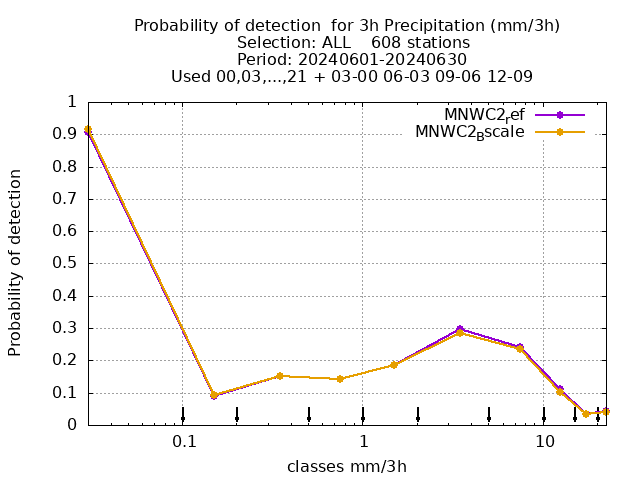 Probability of detection  for 3h Precipitation (mm/3h)
Selection: ALL    608 stations
Period: 20240601-20240630
Used 00,03,...,21 + 03-00 06-03 09-06 12-09
MNWC2ref
MNWC2Bscale
1
0.9
0.8
0.7
0.6
0.5
0.4
0.3
0.2
0.1
0
Probability of detection
0.1
1
10
classes mm/3h